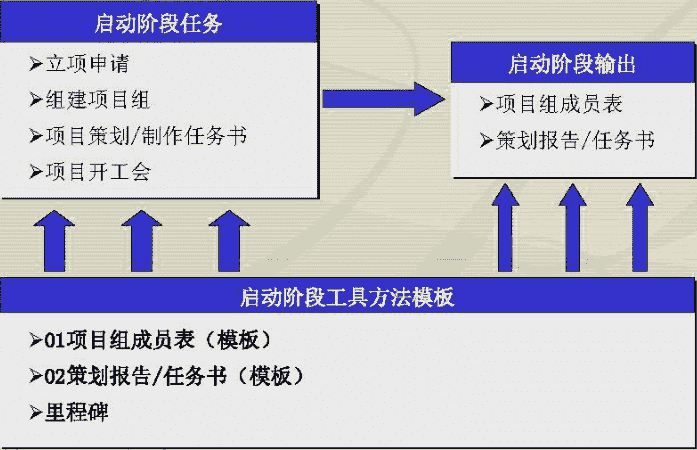 启动阶段任务
➢立项申请
➢组建项目组
➢项目策划/制作任务书
➢项目开工会
启动阶段输出
➢项目组成员表
➢策划报告/任务书
启动阶段工具方法模板
➢01项目组成员表（模板）
➢02策划报告/任务书（模板）
➢里程碑